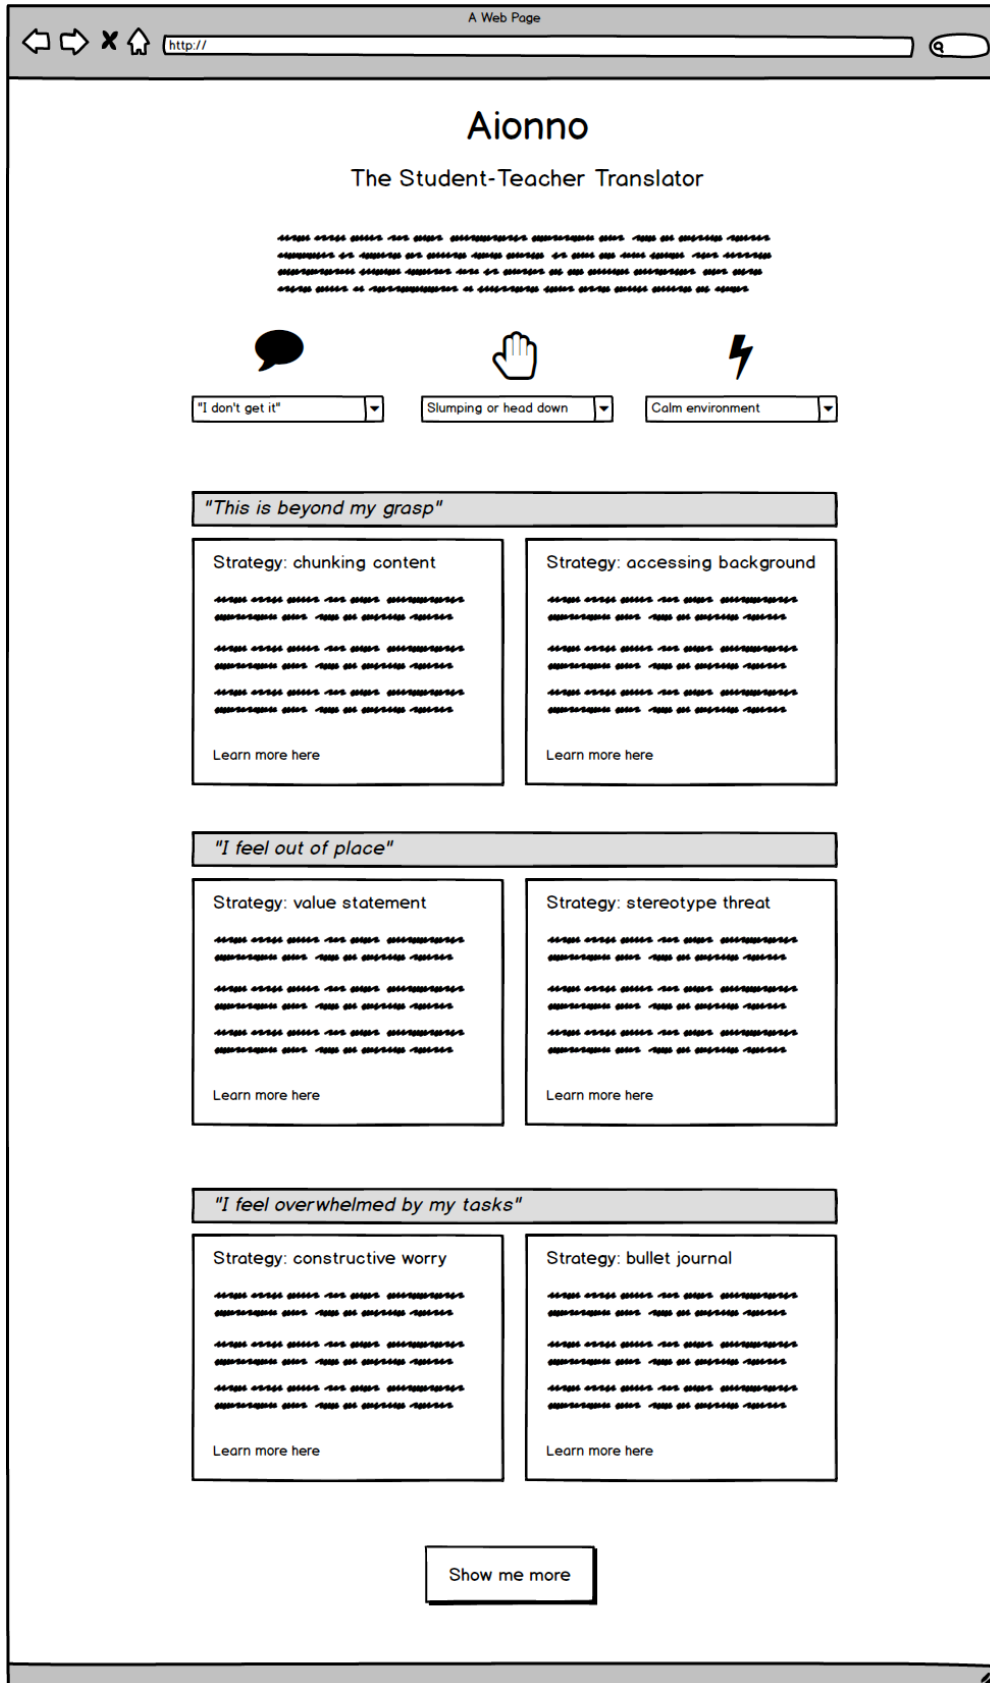 A Web Page
http://
Aionno
The Student-Teacher Translator
"I don't get it"
Slumping or head down
Calm environment
"This is beyond my grasp"
Strategy: chunking content
Strategy: accessing background
Learn more here
Learn more here
"I feel out of place"
Strategy: value statement
Strategy: stereotype threat
Learn more here
Learn more here
"I feel overwhelmed by my tasks"
Strategy: constructive worry
Strategy: bullet journal
Learn more here
Learn more here
Show me more